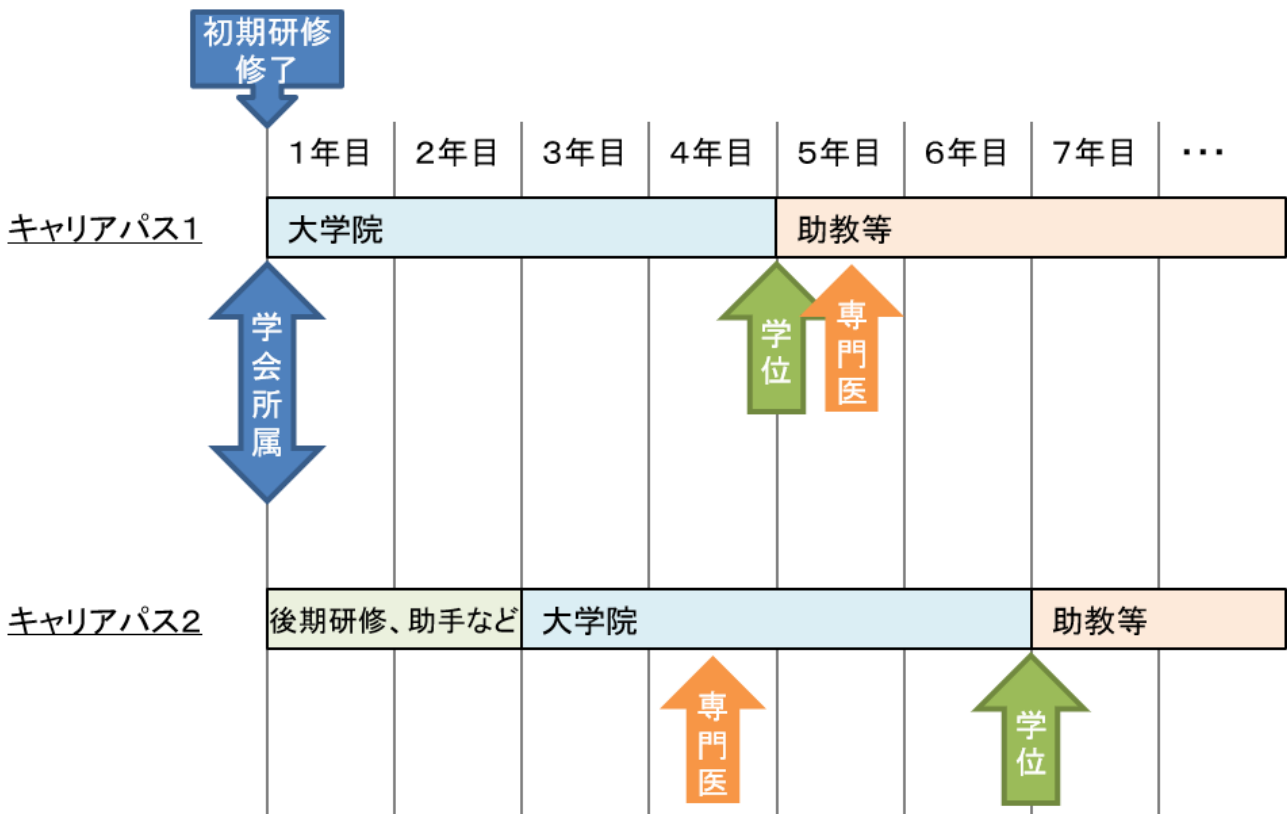 初期研修
修了
1年目 2年目 3年目 4年目 5年目 6年目 7年目 ・・・
キャリアパス1 大学院 助教等
学会所属
学位
専門医
キャリアパス2 後期研修、助手など 大学院 助教等
専門医
学位